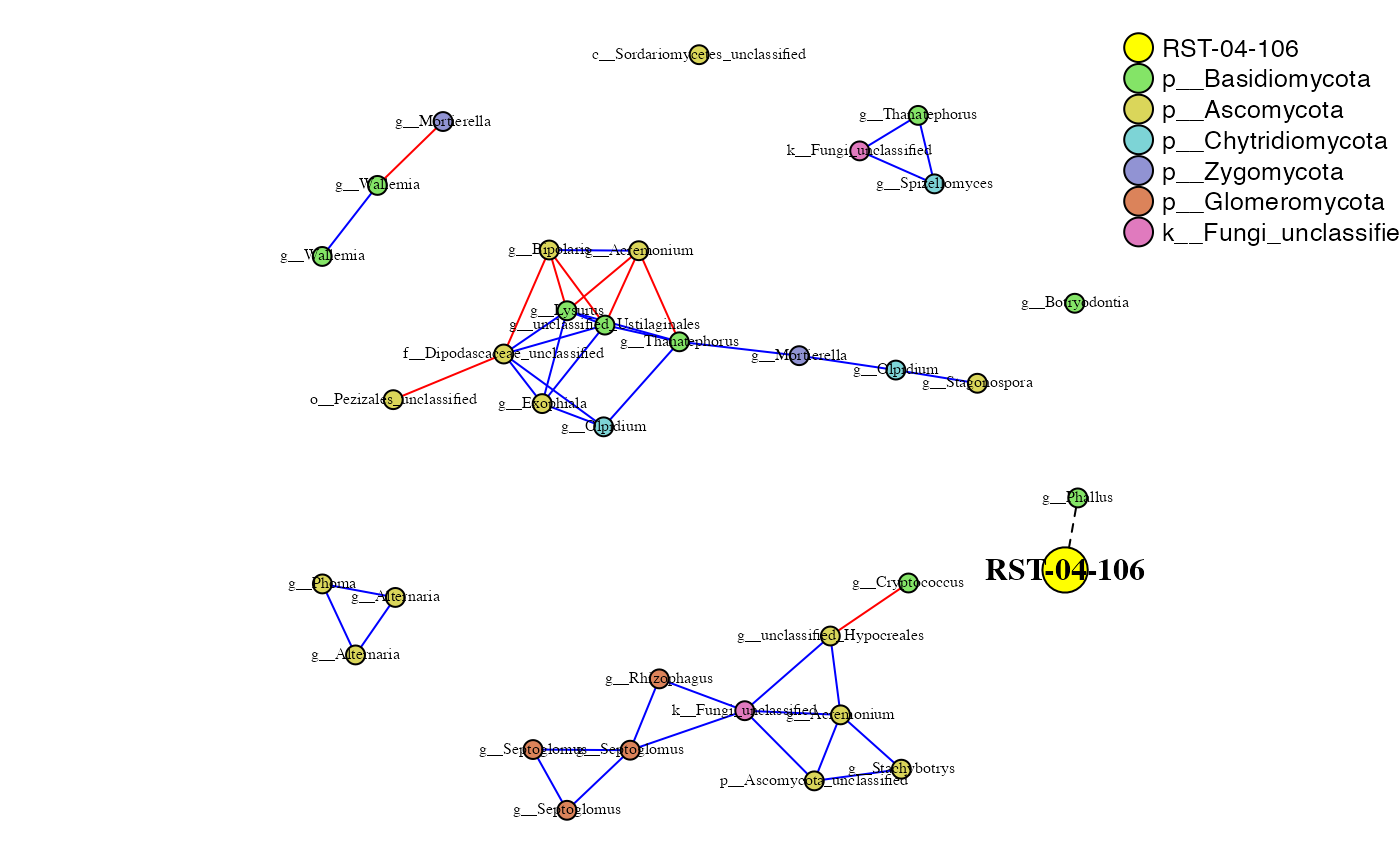 RST-04-106
p__Basidiomycota
p__Ascomycota
p__Chytridiomycota
p__Zygomycota
p__Glomeromycota
k__Fungi_unclassifie
c__Sordariomycetes_unclassified
g__Mortierella
g__Thanatephorus
k__Fungi_unclassified
g__Wallemia
g__Spizellomyces
g__Wallemia
g__Bipolaris
g__Acremonium
g__Botryodontia
g__Lysurus
g__unclassified_Ustilaginales
g__Thanatephorus
f__Dipodascaceae_unclassified
g__Mortierella
g__Olpidium
g__Stagonospora
o__Pezizales_unclassified
g__Exophiala
g__Olpidium
g__Phallus
RST-04-106
g__Phoma
g__Alternaria
g__Cryptococcus
g__unclassified_Hypocreales
g__Alternaria
g__Rhizophagus
k__Fungi_unclassified
g__Acremonium
g__Septoglomus
g__Septoglomus
g__Stachybotrys
p__Ascomycota_unclassified
g__Septoglomus